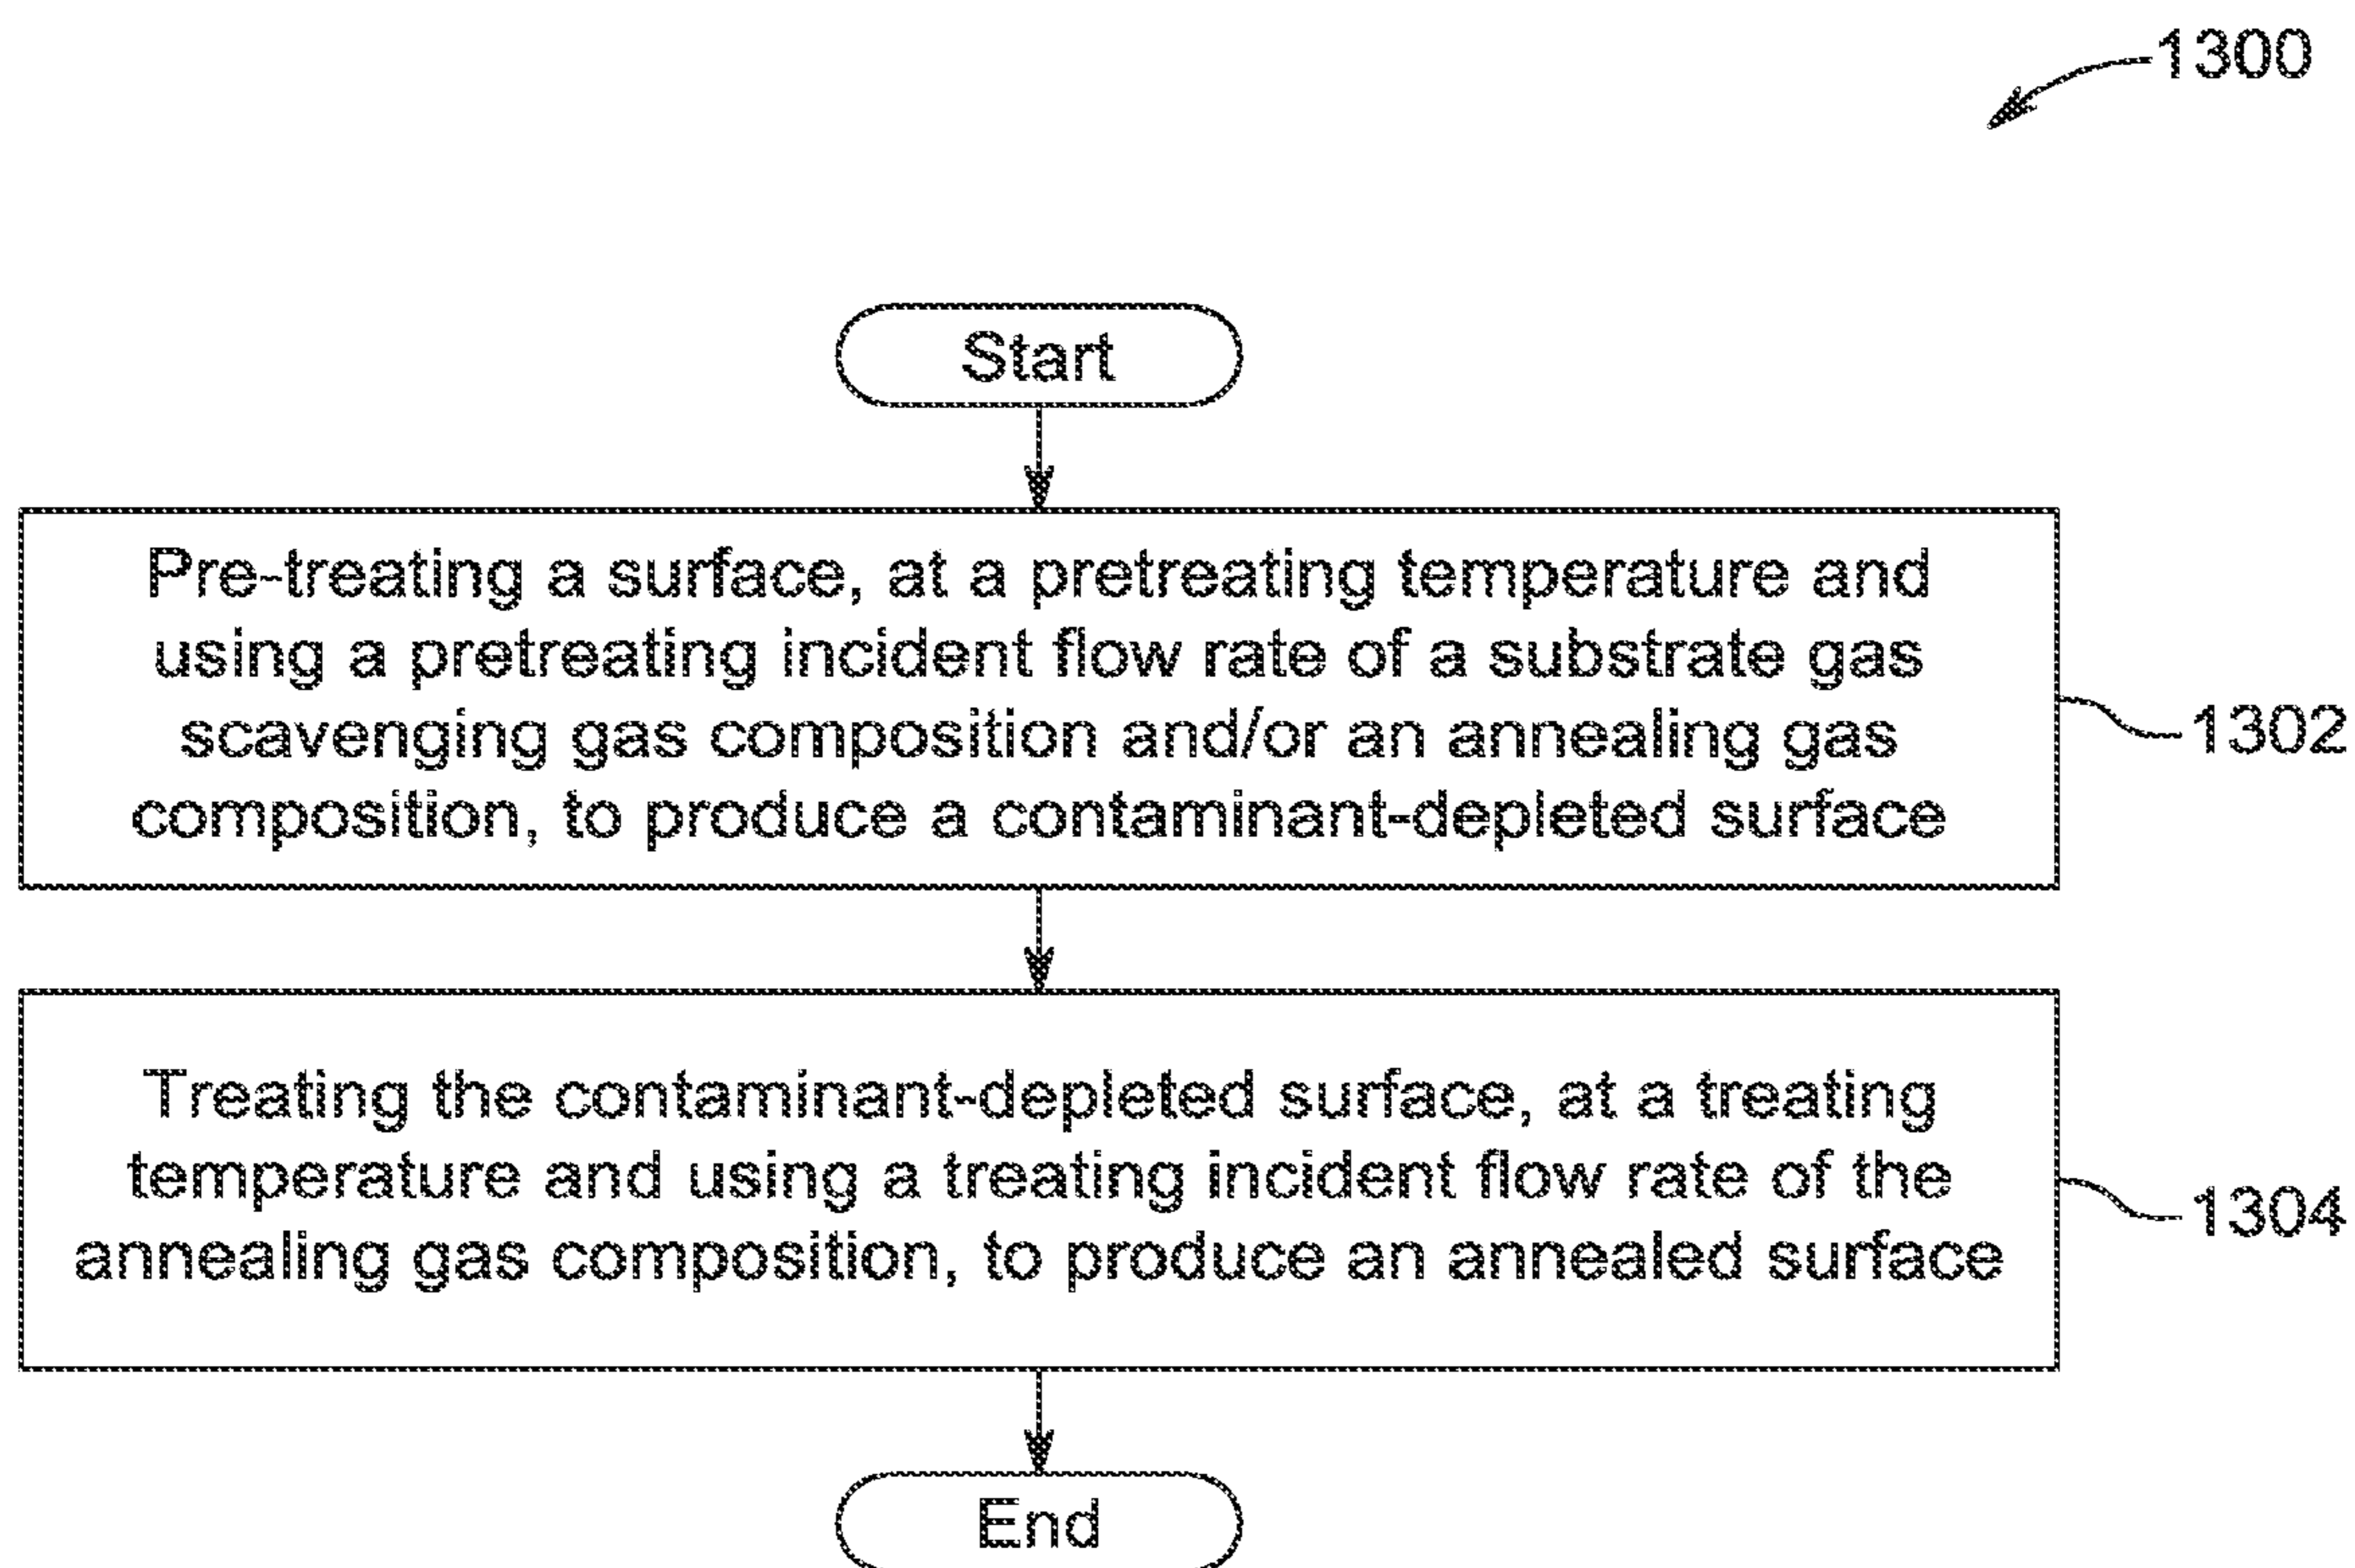 1300
Start
Pre-treating a surface, at a pretreating temperature and
using a pretreating incident flow rate of a substrate gas
scavenging gas composition and/or an annealing gas
composition, to produce a contaminant-depleted surface
1302
Treating the contaminant-depleted surface, at a treating
temperature and using a treating incident flow rate of the
annealing gas composition, to produce an annealed surface
1304
End